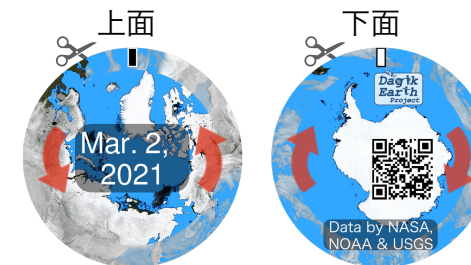 上面
下面
Mar. 2,
2021
Dagik
Earth
Project
Data by NASA,
NOAA & USGS